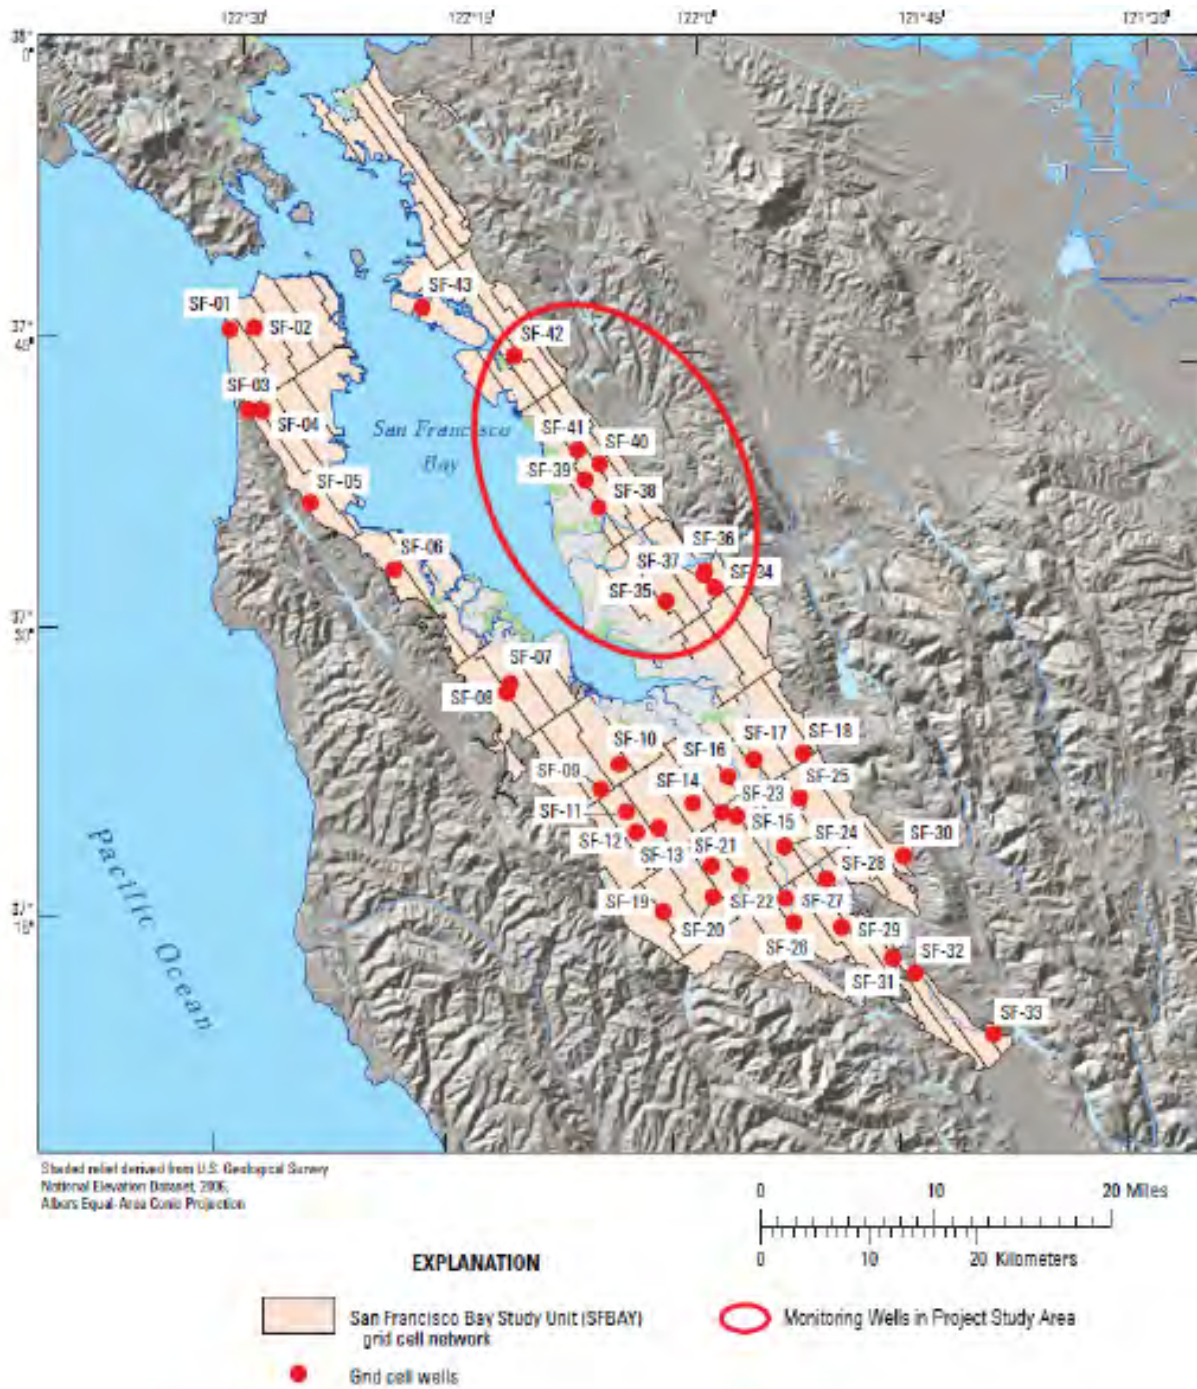 122°30'
122°15'
122°0'
121°45'
121°30'
38°
0'
SF-43
SF-01
SF-02
37°
45'
SF-42
SF-03
SF-04
San Francisco
Bay
SF-41
SF-40
SF-39
SF-05
SF-38
SF-06
SF-36
SF-37
SF-34
SF-35
37°
30'
SF-07
SF-08
SF-10
SF-17
SF-18
SF-16
SF-09
SF-14
SF-25
SF-23
SF-11
SF-15
SF-12
SF-24
SF-30
SF-13
SF-21
SF-28
Pacific Ocean
SF-19
SF-22
SF-27
37°
15'
SF-20
SF-29
SF-26
SF-32
SF-31
SF-33
Shaded relief derived from U.S. Geological Survey
National Elevation Dataset, 2006,
Albers Equal-Area Conic Projection
0 10 20 Miles
0 10 20 Kilometers
EXPLANATION
San Francisco Bay Study Unit (SFBAY)
grid cell network
Monitoring Wells in Project Study Area
Grid cell wells